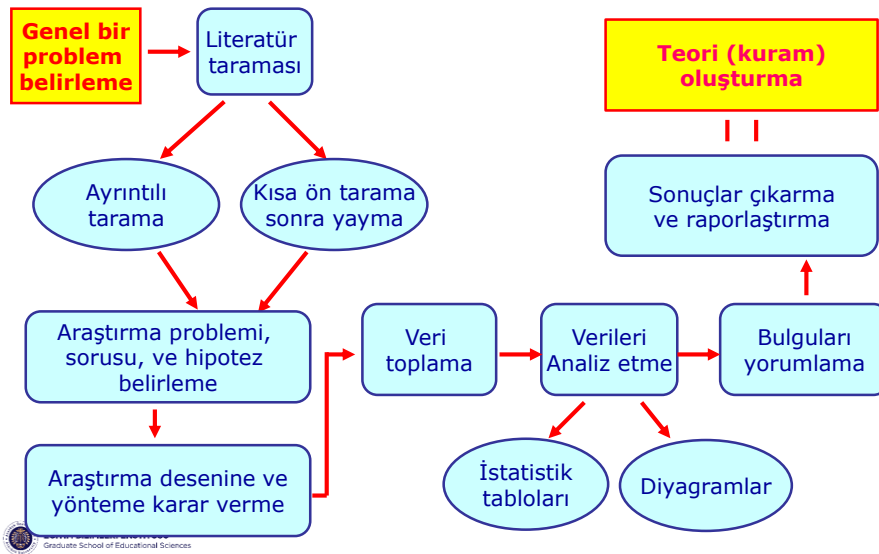 Genel bir
problem
belirleme
Literatür
taraması
Teori (kuram)
oluşturma
Ayrıntılı
tarama
Kısa ön tarama
sonra yayma
Sonuçlar çıkarma
ve raporlaştırma
Araştırma problemi,
sorusu, ve hipotez
belirleme
Veri
toplama
Verileri
Analiz etme
Bulguları
yorumlama
Araştırma desenine ve
yönteme karar verme
İstatistik
tabloları
Diyagramlar
Graduate School of Educational Sciences